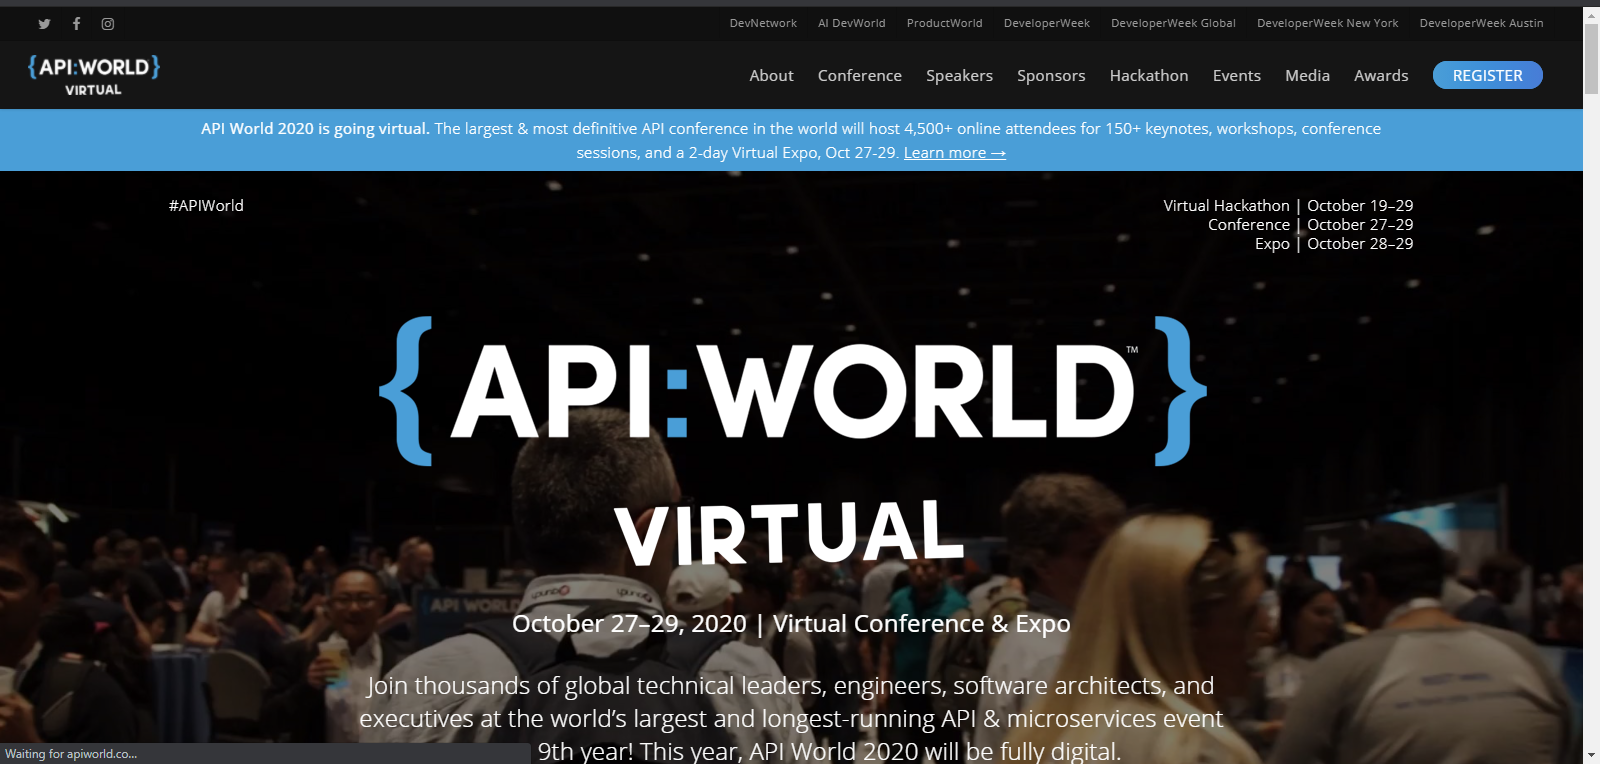 DevNetwork AI DevWorld ProductWorld DeveloperWeek DeveloperWeek Global DeveloperWeek New York DeveloperWeek Austin
{API:WORLD}
VIRTUAL
About Conference Speakers Sponsors Hackathon Events Media Awards REGISTER
API World 2020 is going virtual. The largest & most definitive API conference in the world will host 4,500+ online attendees for 150+ keynotes, workshops, conference
sessions, and a 2-day Virtual Expo, Oct 27-29. Learn more →
#APIWorld
Virtual Hackathon | October 19–29
Conference | October 27–29
Expo | October 28–29
{API:WORLD}™
VIRTUAL
API WORLD
October 27–29, 2020 | Virtual Conference & Expo
Join thousands of global technical leaders, engineers, software architects, and
executives at the world’s largest and longest-running API & microservices event
9th year! This year, API World 2020 will be fully digital.
Waiting for apiworld.co...